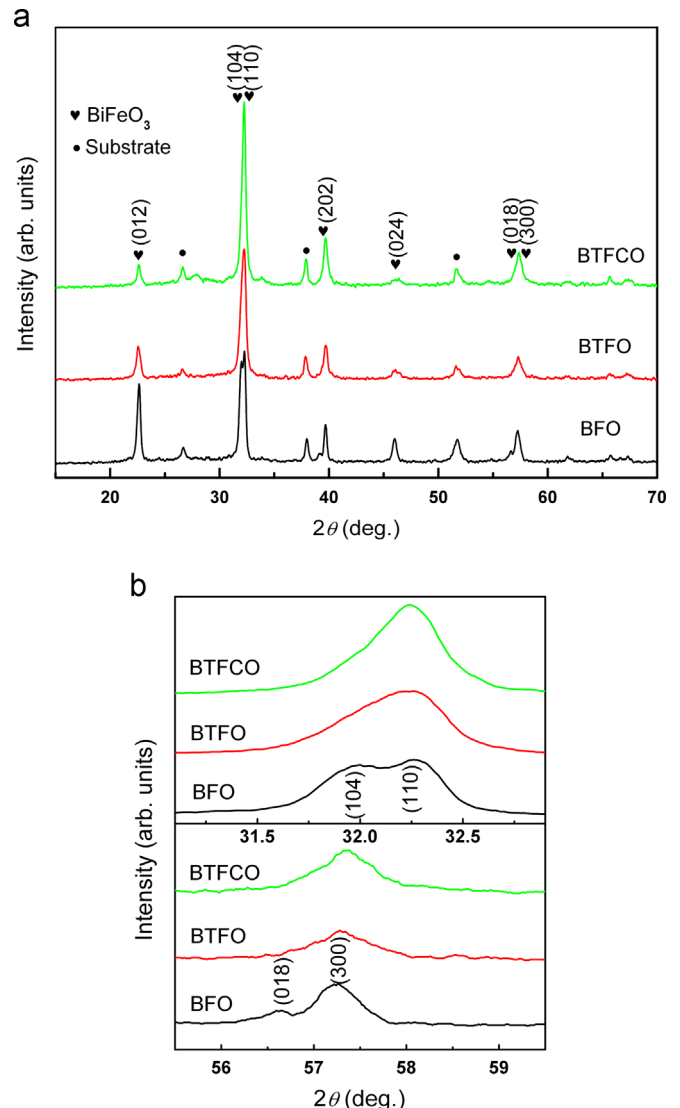 a
(104)
(110)
♥ BiFeO3
● Substrate
(012)
(202)
(024)
(018)
(300)
BTFCO
BTFO
BFO
Intensity (arb. units)
20 30 40 50 60 70
2θ (deg.)
b
BTFCO
BTFO
BFO
(104)
(110)
31.5 32.0 32.5
BTFCO
BTFO
BFO
(018)
(300)
Intensity (arb. units)
56 57 58 59
2θ (deg.)